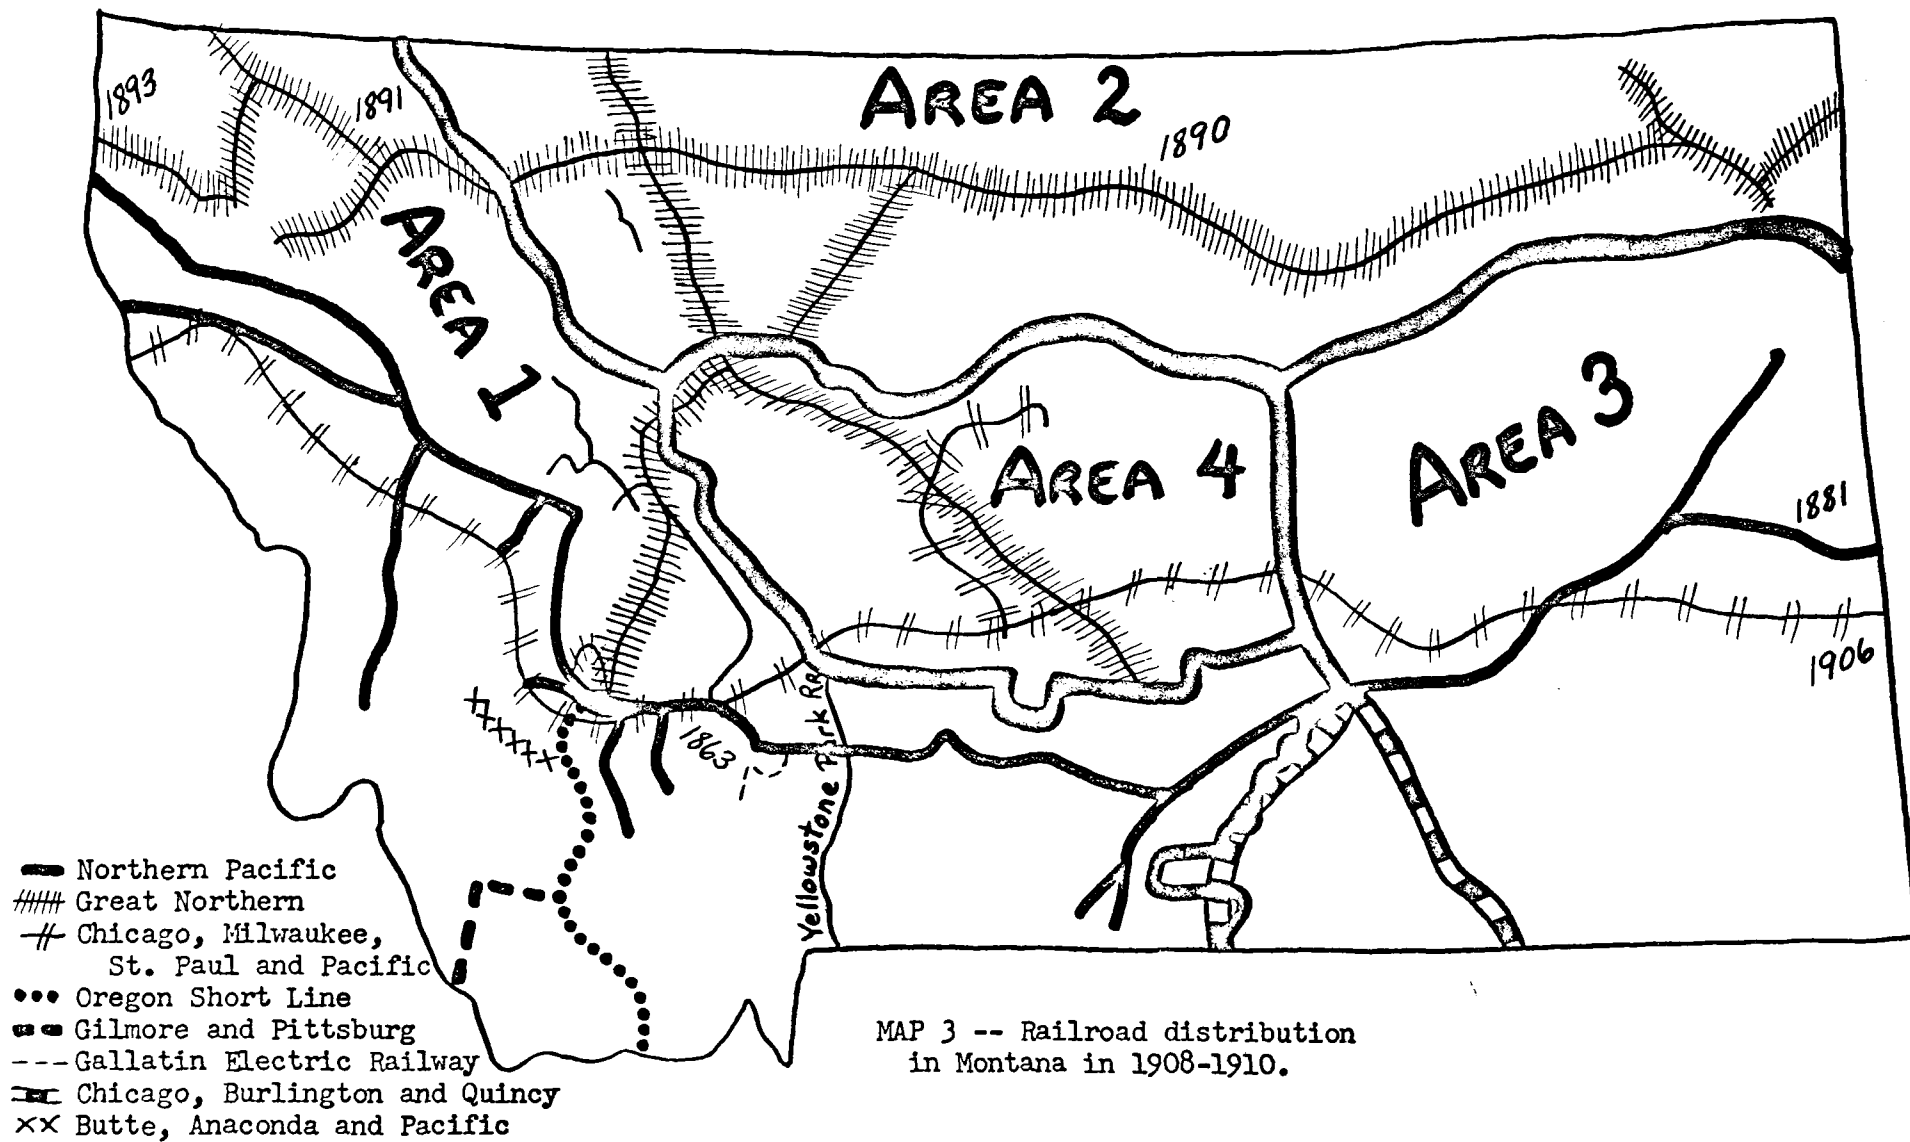 1893
1891
AREA 2
1890
AREA 1
AREA 3
AREA 4
1881
1906
1863
Yellowstone Park RR
Northern Pacific
Great Northern
Chicago, Milwaukee,
St. Paul and Pacific
Oregon Short Line
Gilmore and Pittsburg
Gallatin Electric Railway
Chicago, Burlington and Quincy
Butte, Anaconda and Pacific
MAP 3 -- Railroad distribution
in Montana in 1908-1910.